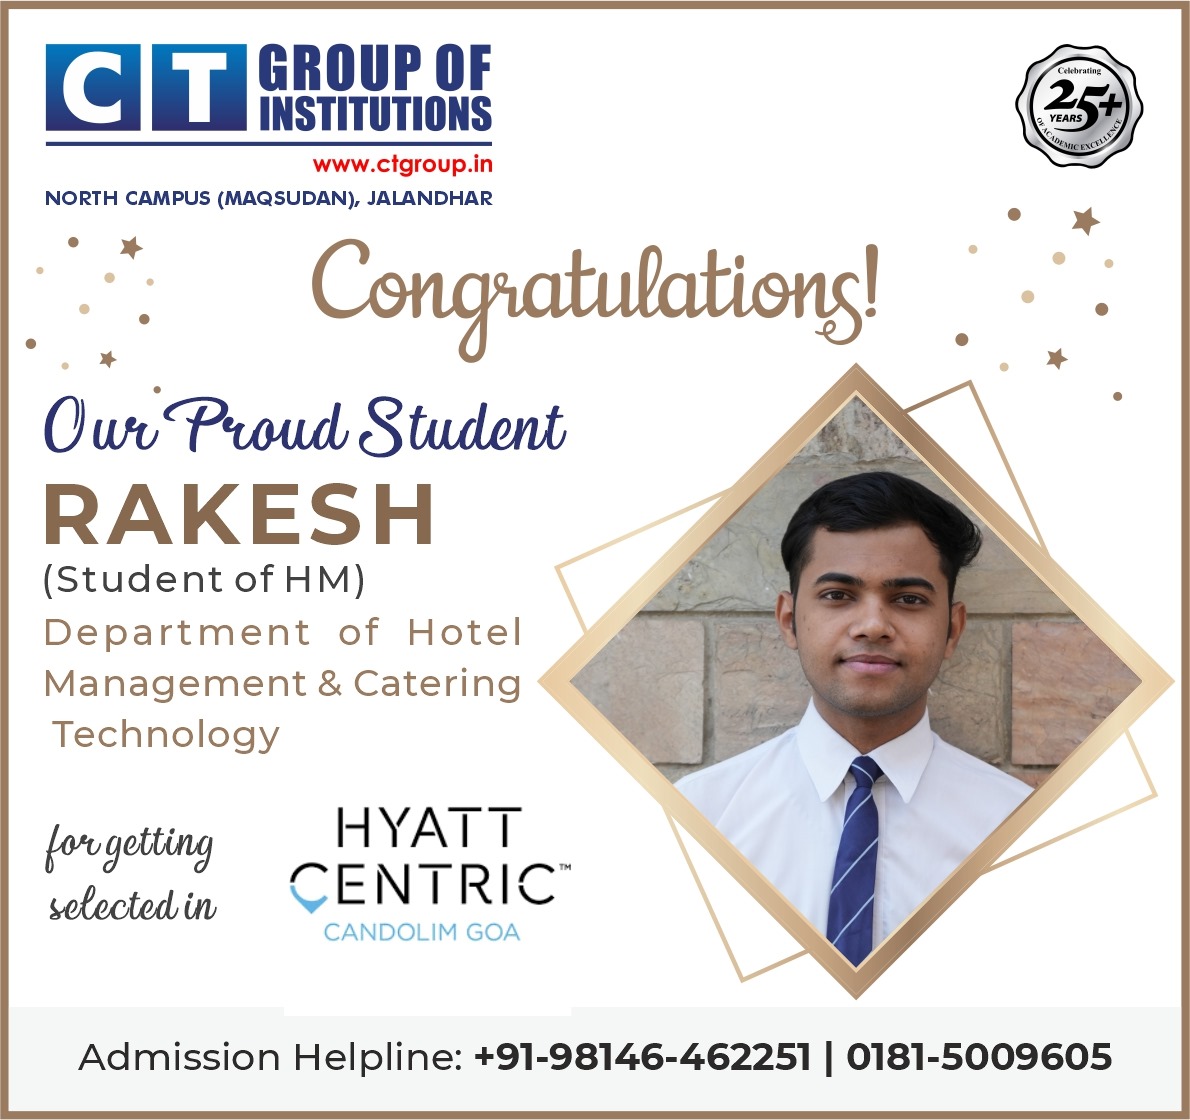 CT GROUP OF
INSTITUTIONS
www.ctgroup.in
NORTH CAMPUS (MAQSUDAN), JALANDHAR
Celebrating
25+
YEARS
OF ACADEMIC EXCELLENCE
Congratulations!
Our Proud Student
RAKESH
(Student of HM)
Department of Hotel
Management & Catering
Technology
for getting
selected in
HYATT
CENTRIC™
CANDOLIM GOA
Admission Helpline: +91-98146-462251 | 0181-5009605